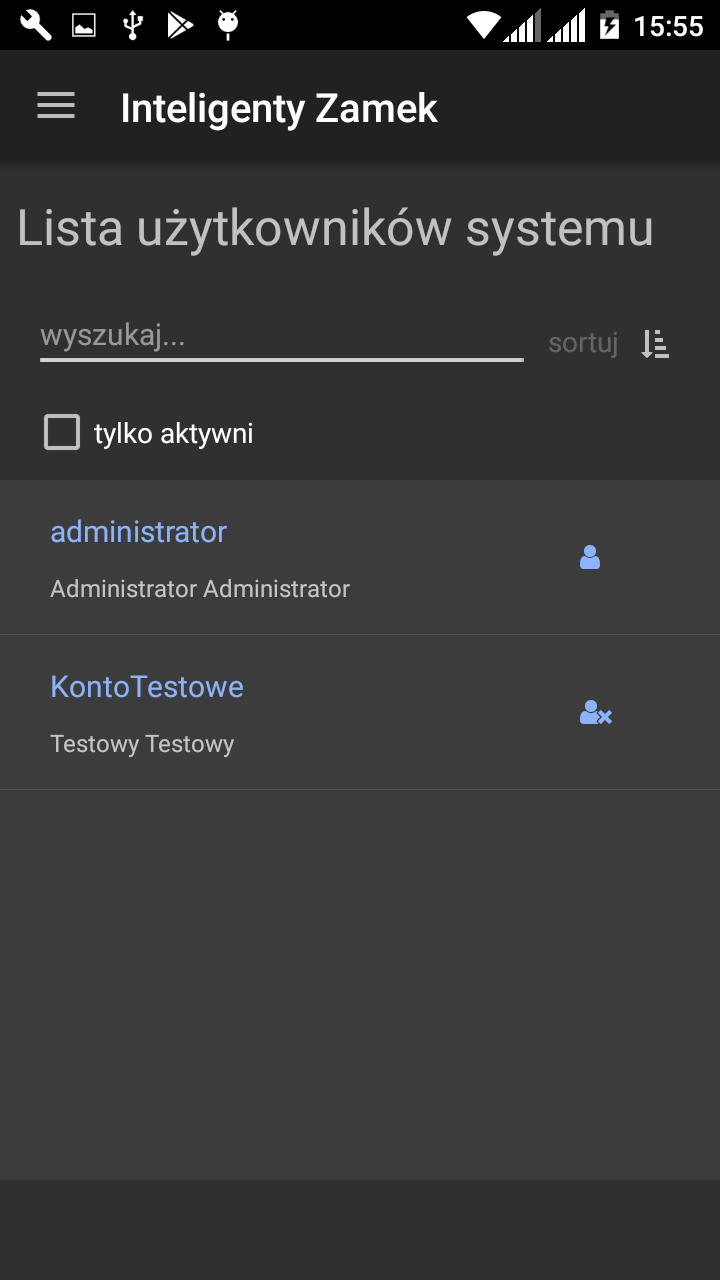 15:55
Inteligenty Zamek
Lista użytkowników systemu
wyszukaj...
sortuj
tylko aktywni
administrator
Administrator Administrator
KontoTestowe
Testowy Testowy